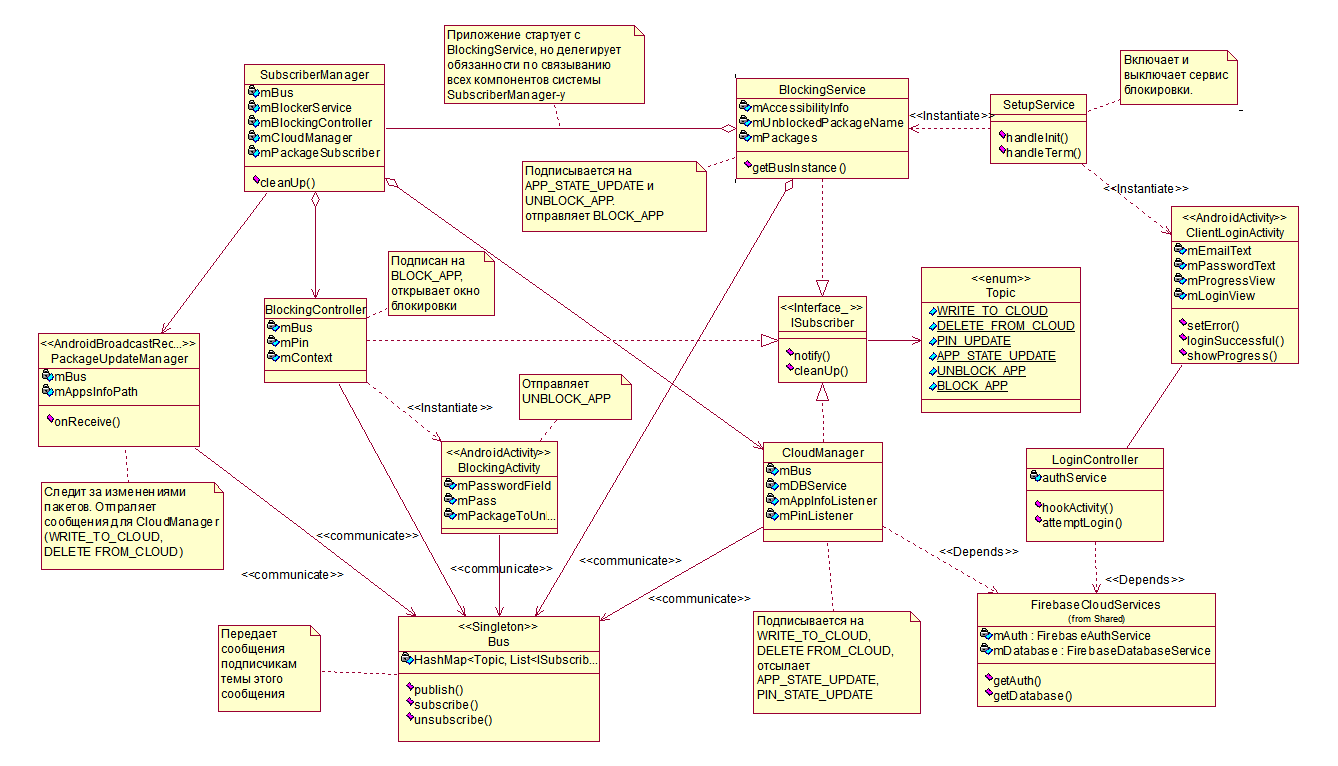 Приложение стартует с
BlockingService, но делегирует
обязанности по связыванию
всех компонентов системы
SubscriberManager-у
SubscriberManager
mBus
mBlockerService
mBlockingController
mCloudManager
mPackageSubscriber
cleanUp()
BlockingService
mAccessibilityInfo
mUnblockedPackageName
mPackages
getBusInstance()
<<Instantiate>>
SetupService
handleInit()
handleTerm()
Включает и
выключает сервис
блокировки.
Подписывается на
APP_STATE_UPDATE и
UNBLOCK_APP.
отправляет BLOCK_APP
<<Instantiate>>
<<AndroidActivity>>
ClientLoginActivity
mEmailText
mPasswordText
mProgressView
mLoginView
setError()
loginSuccessful()
showProgress()
Подписан на
BLOCK_APP,
открывает окно
блокировки
BlockingController
mBus
mPin
mContext
<<Interface_>>
ISubscriber
notify()
cleanUp()
<<enum>>
Topic
WRITE_TO_CLOUD
DELETE_FROM_CLOUD
PIN_UPDATE
APP_STATE_UPDATE
UNBLOCK_APP
BLOCK_APP
<<AndroidBroadcastRec...>>
PackageUpdateManager
mBus
mAppsInfoPath
onReceive()
<<Instantiate>>
Отправляет
UNBLOCK_APP
<<AndroidActivity>>
BlockingActivity
mPasswordField
mPass
mPackageToUnl...
CloudManager
mBus
mDBService
mAppInfoListener
mPinListener
LoginController
authService
hookActivity()
attemptLogin()
Следит за изменениями
пакетов. Отпраляет
сообщения для CloudManager
(WRITE_TO_CLOUD,
DELETE FROM_CLOUD)
<<communicate>>
<<communicate>>
<<communicate>>
<<communicate>>
<<communicate>>
<<Depends>>
<<Depends>>
Передает
сообщения
подписчикам
темы этого
сообщения
<<Singleton>>
Bus
HashMap<Topic, List<ISubscrib...
publish()
subscribe()
unsubscribe()
Подписывается на
WRITE_TO_CLOUD,
DELETE FROM_CLOUD,
отсылает
APP_STATE_UPDATE,
PIN_STATE_UPDATE
FirebaseCloudServices
(from Shared)
mAuth : FirebaseAuthService
mDatabase : FirebaseDatabaseService
getAuth()
getDatabase()